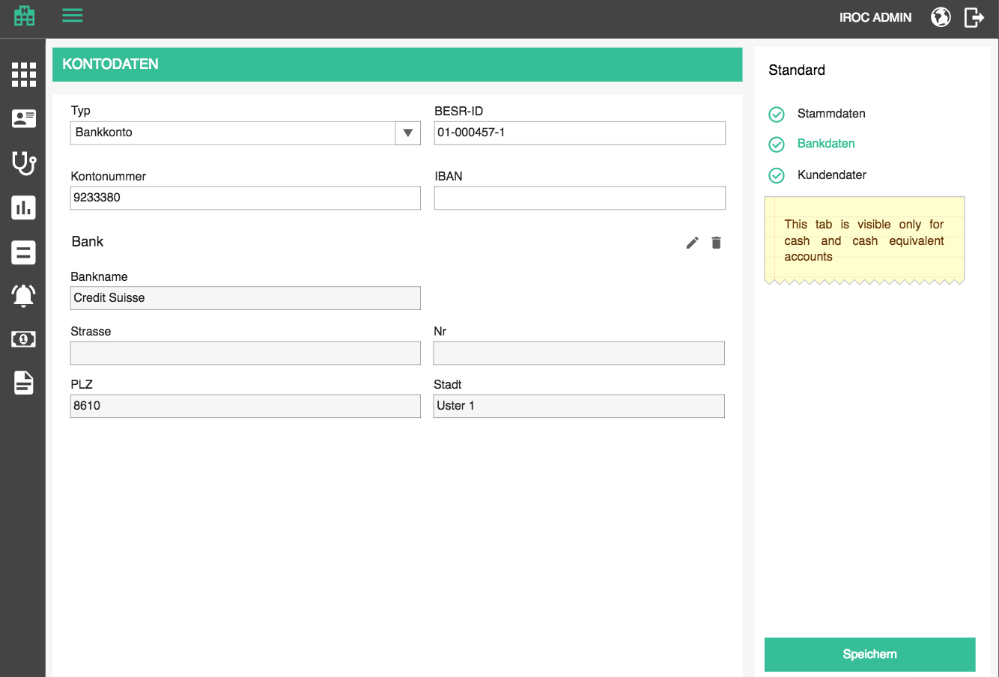 IROC ADMIN
KONTODATEN
Typ
Bankkonto
BESR-ID
01-000457-1
Kontonummer
9233380
IBAN
Bank
Bankname
Credit Suisse
Strasse
Nr
PLZ
8610
Stadt
Uster 1
Standard
Stammdaten
Bankdaten
Kundendater
This tab is visible only for
cash and cash equivalent
accounts
Speichern